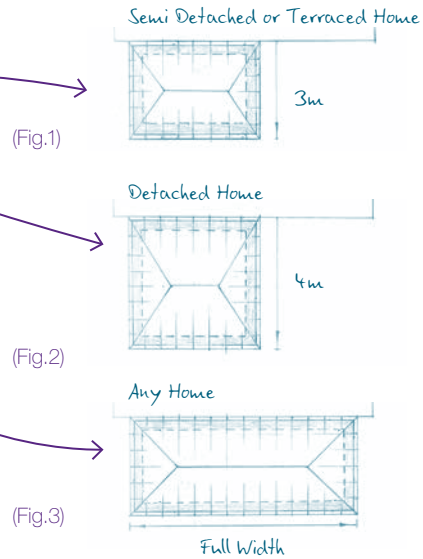 Semi Detached or Terraced Home
3m
(Fig.1)
Detached Home
4m
(Fig.2)
Any Home
(Fig.3)
Full Width